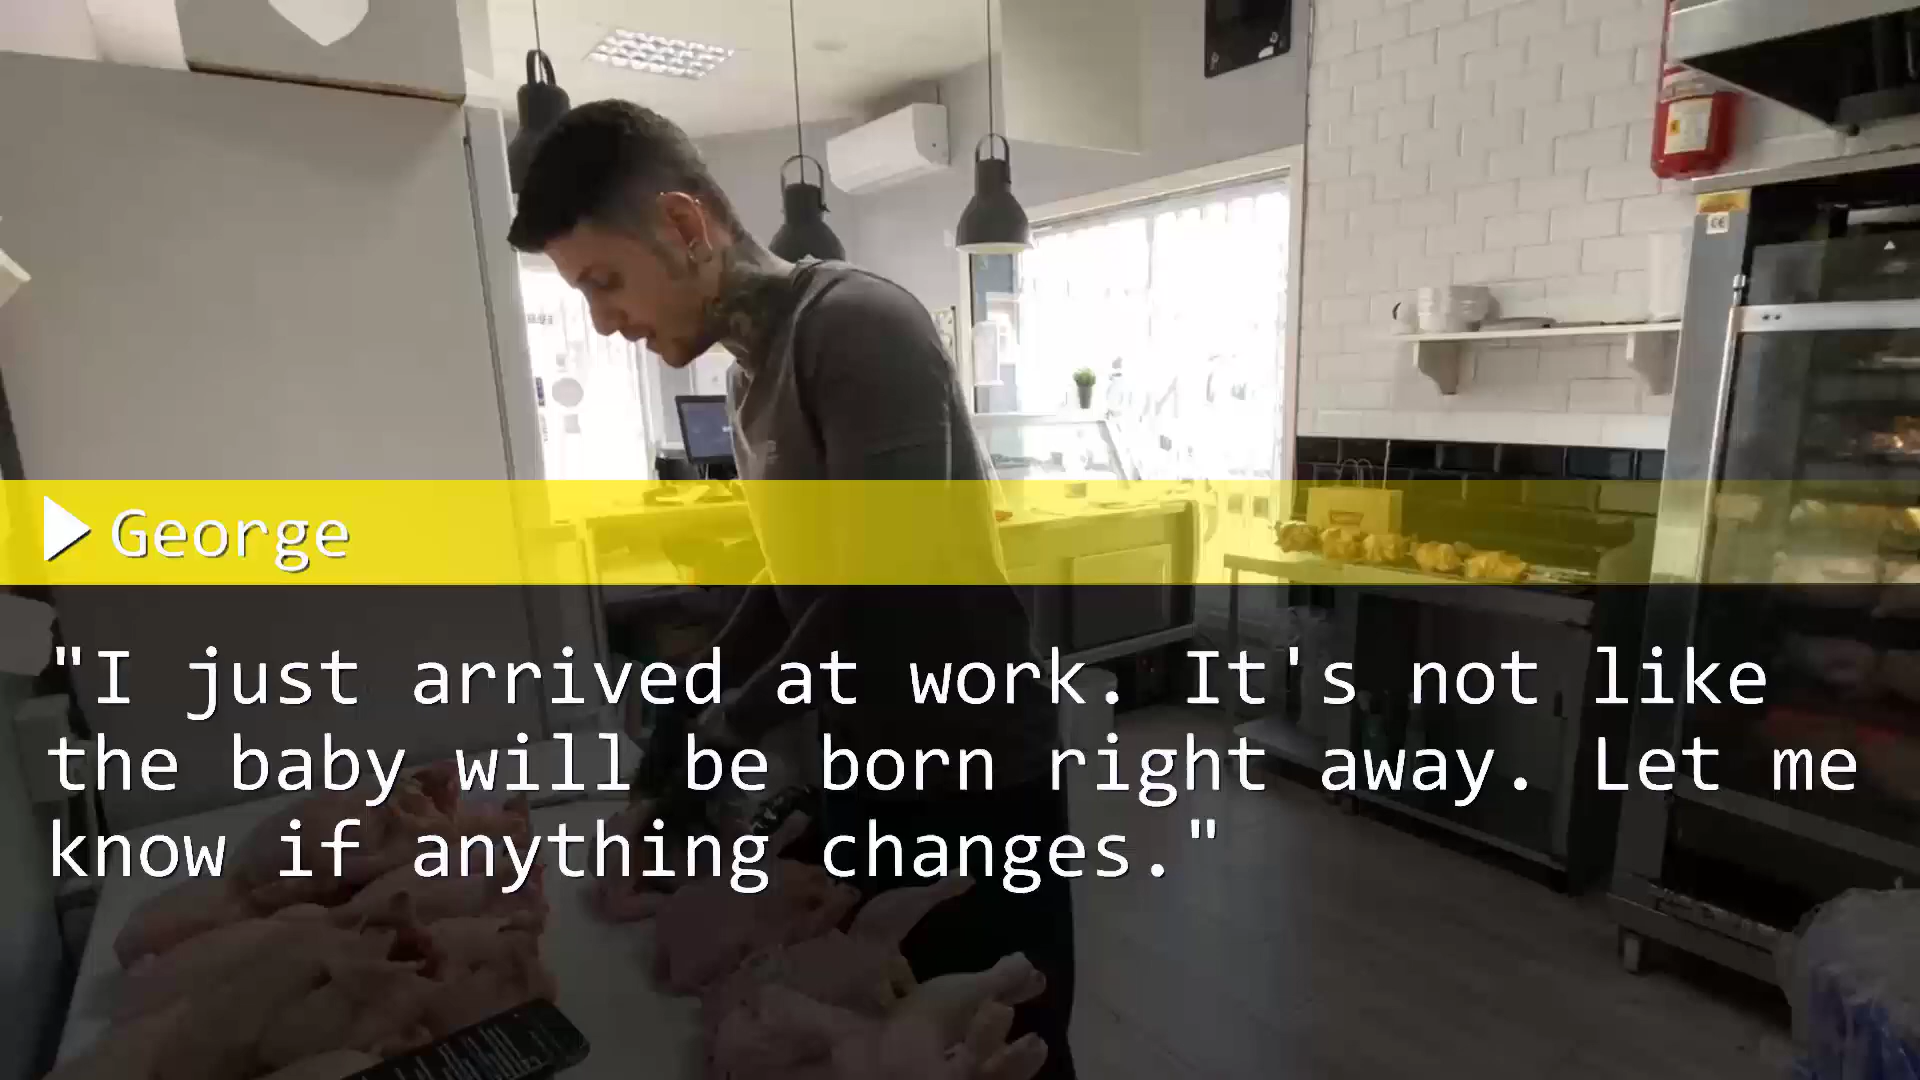 George
"I just arrived at work. It's not like
the baby will be born right away. Let me
know if anything changes."